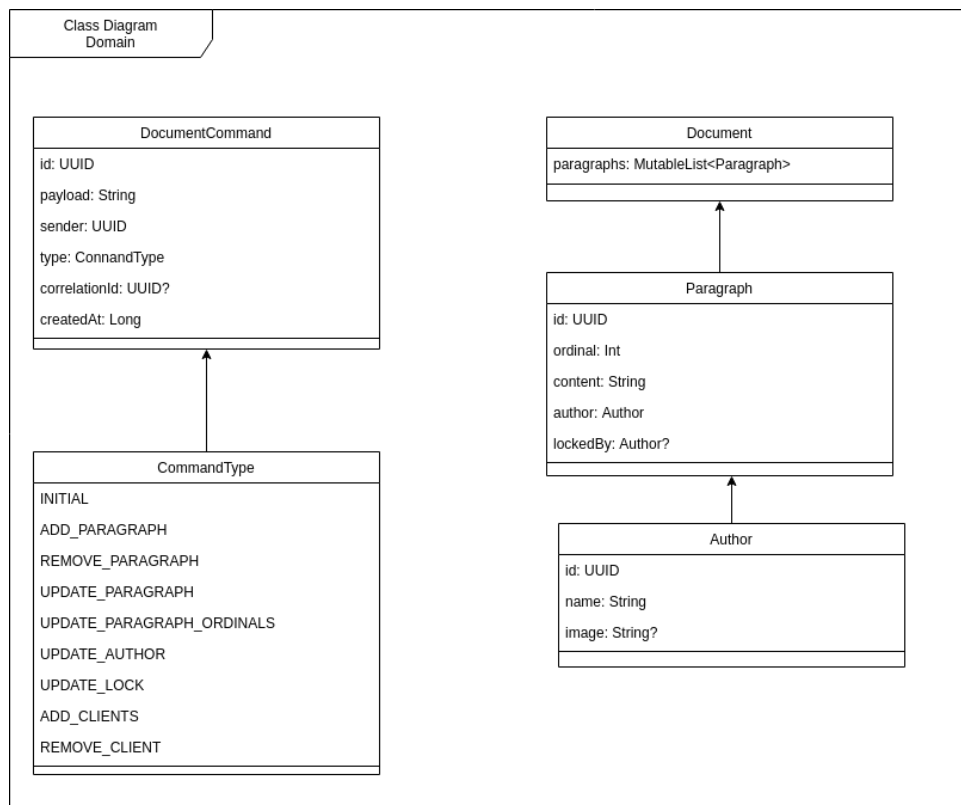 Class Diagram
Domain
DocumentCommand
id: UUID
payload: String
sender: UUID
type: ConnandType
correlationId: UUID?
createdAt: Long
CommandType
INITIAL
ADD_PARAGRAPH
REMOVE_PARAGRAPH
UPDATE_PARAGRAPH
UPDATE_PARAGRAPH_ORDINALS
UPDATE_AUTHOR
UPDATE_LOCK
ADD_CLIENTS
REMOVE_CLIENT
Document
paragraphs: MutableList<Paragraph>
Paragraph
id: UUID
ordinal: Int
content: String
author: Author
lockedBy: Author?
Author
id: UUID
name: String
image: String?